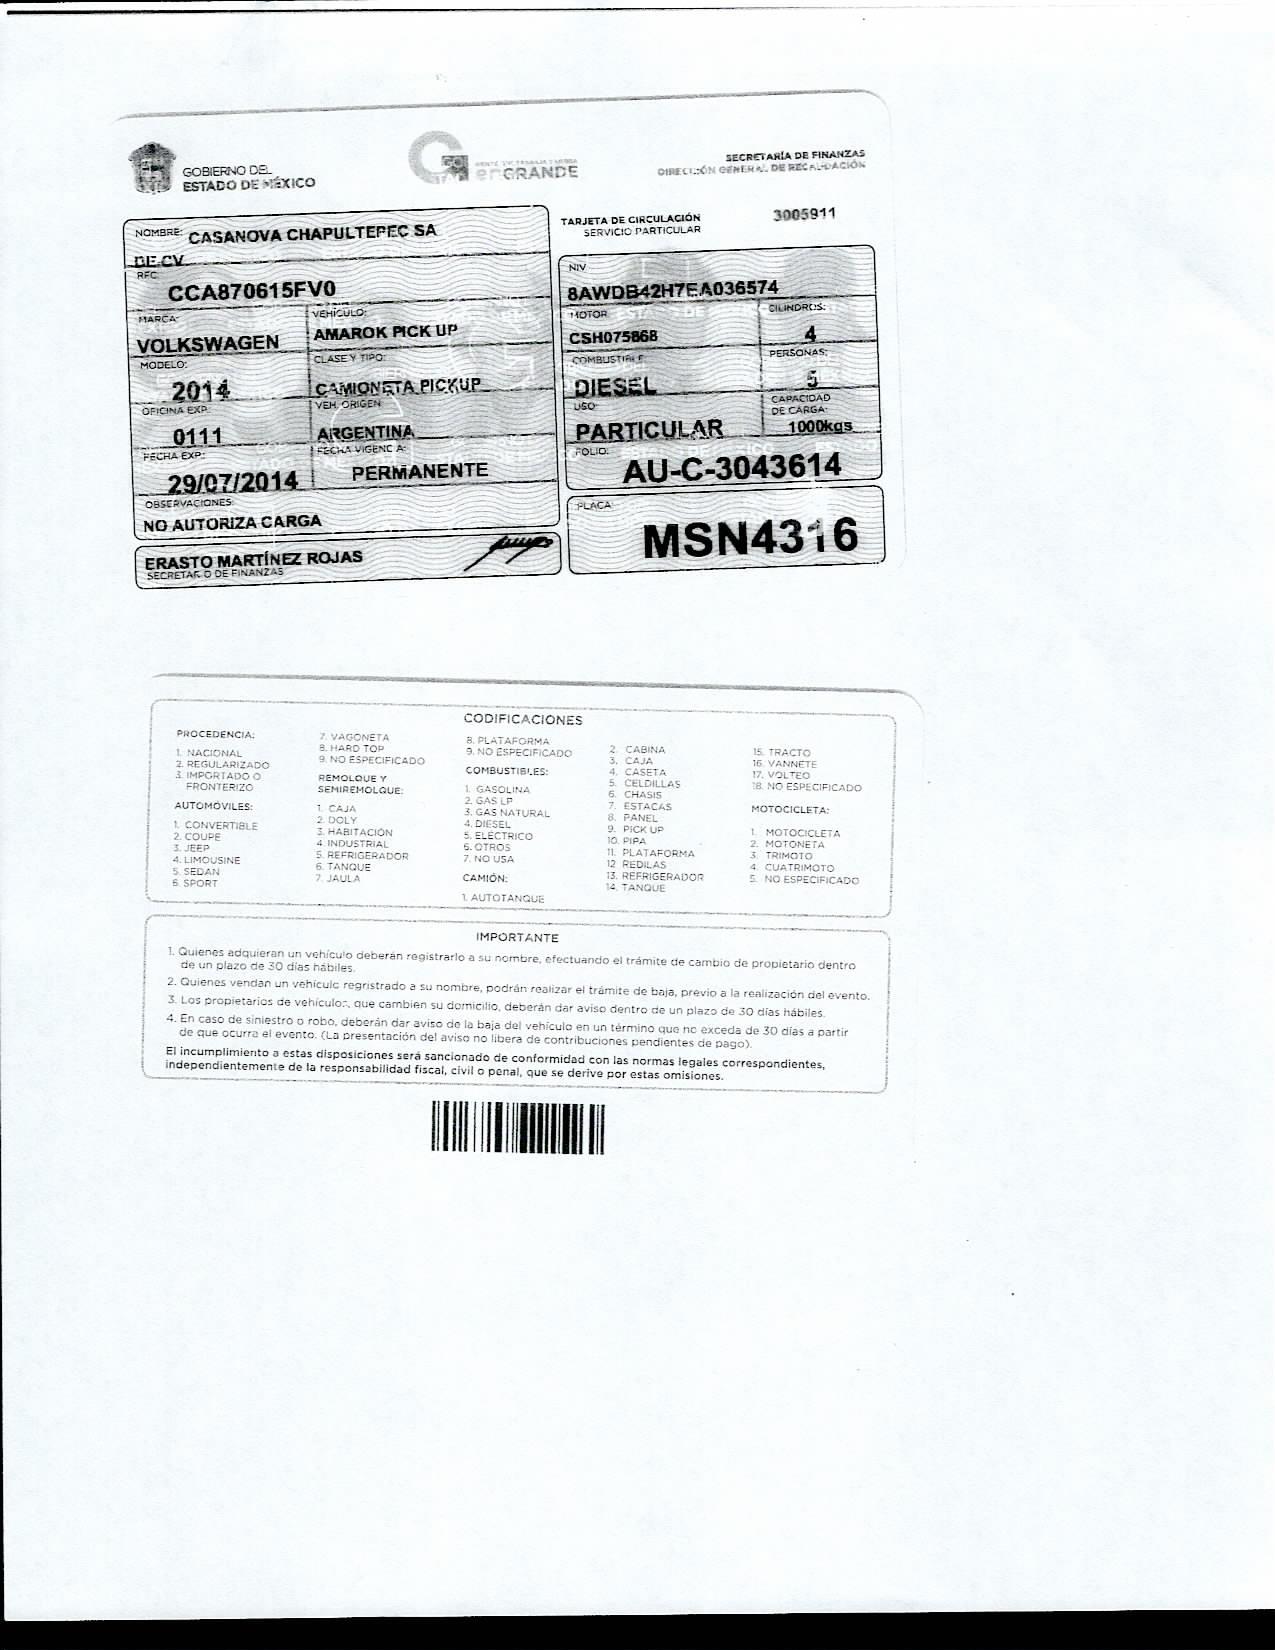 GOBIERNO DEL
ESTADO DE MÉXICO
GENTE QUE TRABAJA Y LOGRA
enGRANDE
SECRETARÍA DE FINANZAS
DIRECCIÓN GENERAL DE RECAUDACIÓN
TARJETA DE CIRCULACIÓN
SERVICIO PARTICULAR
3005911
NOMBRE: CASANOVA CHAPULTEPEC SA
DE CV
RFC
CCA870615FV0
MARCA:
VOLKSWAGEN
VEHÍCULO:
AMAROK PICK UP
MODELO:
2014
CLASE Y TIPO:
CAMIONETA PICKUP
OFICINA EXP.
0111
VEH. ORIGEN
ARGENTINA
FECHA EXP:
29/07/2014
FECHA VIGENCIA:
PERMANENTE
OBSERVACIONES:
NO AUTORIZA CARGA
ERASTO MARTÍNEZ ROJAS
SECRETARIO DE FINANZAS
NIV
8AWDB42H7EA036574
MOTOR
CSH075868
CILINDROS:
4
COMBUSTIBLE
DIESEL
PERSONAS:
5
USO
PARTICULAR
CAPACIDAD
DE CARGA:
1000kgs
FOLIO:
AU-C-3043614
PLACA
MSN4316
CODIFICACIONES
PROCEDENCIA:
1. NACIONAL
2. REGULARIZADO
3. IMPORTADO O
FRONTERIZO
AUTOMÓVILES:
1. CONVERTIBLE
2. COUPE
3. JEEP
4. LIMOUSINE
5. SEDAN
6. SPORT
7. VAGONETA
8. HARD TOP
9. NO ESPECIFICADO
REMOLQUE Y
SEMIREMOLQUE:
1. CAJA
2. DOLY
3. HABITACIÓN
4. INDUSTRIAL
5. REFRIGERADOR
6. TANQUE
7. JAULA
8. PLATAFORMA
9. NO ESPECIFICADO
COMBUSTIBLES:
1. GASOLINA
2. GAS LP
3. GAS NATURAL
4. DIESEL
5. ELÉCTRICO
6. OTROS
7. NO USA
CAMIÓN:
1. AUTOTANQUE
2. CABINA
3. CAJA
4. CASETA
5. CELDILLAS
6. CHASIS
7. ESTACAS
8. PANEL
9. PICK UP
10. PIPA
11. PLATAFORMA
12 REDILAS
13. REFRIGERADOR
14. TANQUE
15. TRACTO
16. VANNETE
17. VOLTEO
18. NO ESPECIFICADO
MOTOCICLETA:
1. MOTOCICLETA
2. MOTONETA
3. TRIMOTO
4. CUATRIMOTO
5. NO ESPECIFICADO
IMPORTANTE
1. Quienes adquieran un vehículo deberán registrarlo a su nombre, efectuando el trámite de cambio de propietario dentro
de un plazo de 30 días hábiles.
2. Quienes vendan un vehículo regristrado a su nombre, podrán realizar el trámite de baja, previo a la realización del evento.
3. Los propietarios de vehículos, que cambien su domicilio, deberán dar aviso dentro de un plazo de 30 días hábiles.
4. En caso de siniestro o robo, deberán dar aviso de la baja del vehículo en un término que no exceda de 30 días a partir
de que ocurra el evento. (La presentación del aviso no libera de contribuciones pendientes de pago).
El incumplimiento a estas disposiciones será sancionado de conformidad con las normas legales correspondientes,
independientemente de la responsabilidad fiscal, civil o penal, que se derive por estas omisiones.